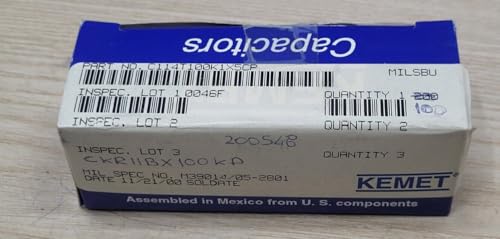 Capacitors
PART NO. C114T100K1X5CP MILSBU
INSPEC. LOT 1 0046F QUANTITY 1 200
100
INSPEC. LOT 2 QUANTITY 2
200548
INSPEC. LOT 3 QUANTITY 3
CKR11BX100KP
MIL SPEC NO. M39014/05-2801
DATE 11/21/00 SOLDATE
KEMET
Assembled in Mexico from U.S. components